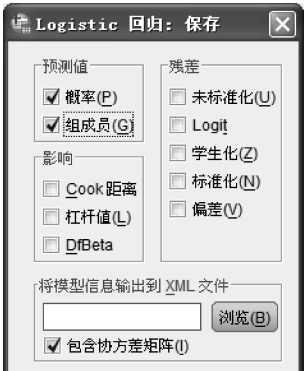 Logistic 回归: 保存
预测值
概率(P)
组成员(G)
影响
Cook 距离
杠杆值(L)
DfBeta
残差
未标准化(U)
Logit
学生化(Z)
标准化(N)
偏差(V)
将模型信息输出到 XML 文件
浏览(B)
包含协方差矩阵(I)